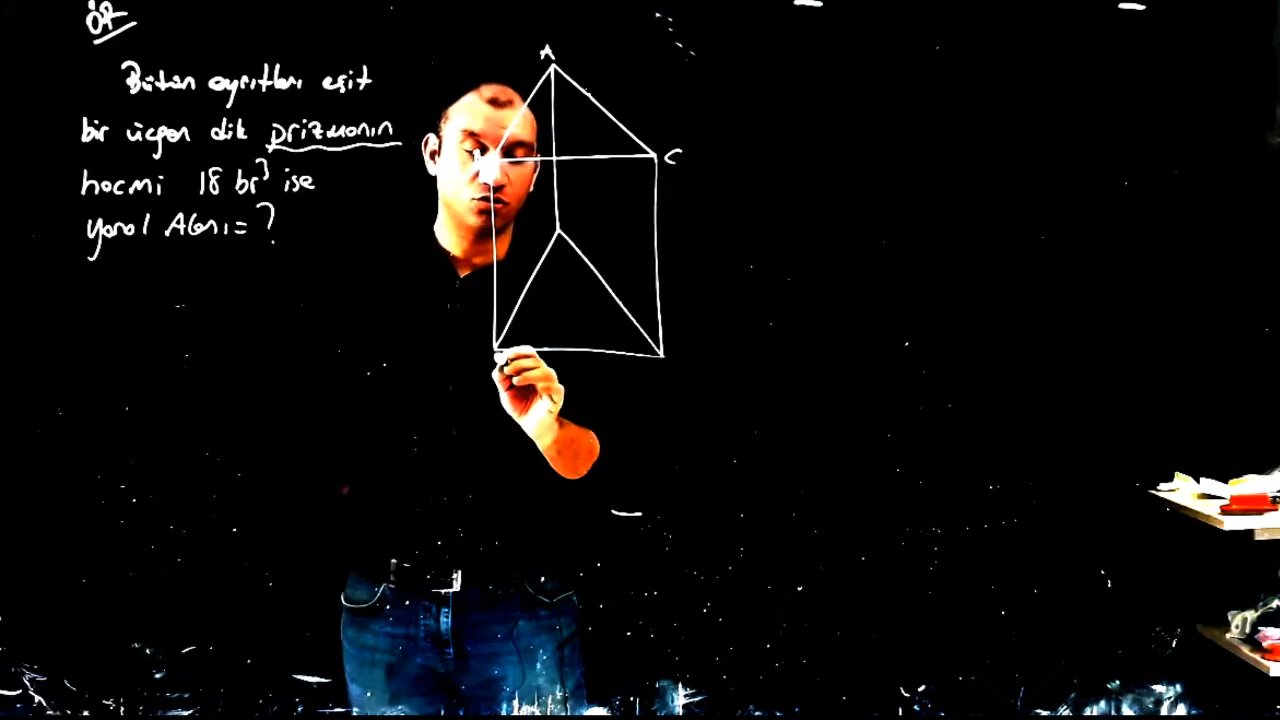 ÖR
Bütün ayrıtları eşit
bir üçgen dik prizmanın
hacmi 18 br³ ise
yanal Alanı = ?
A
C